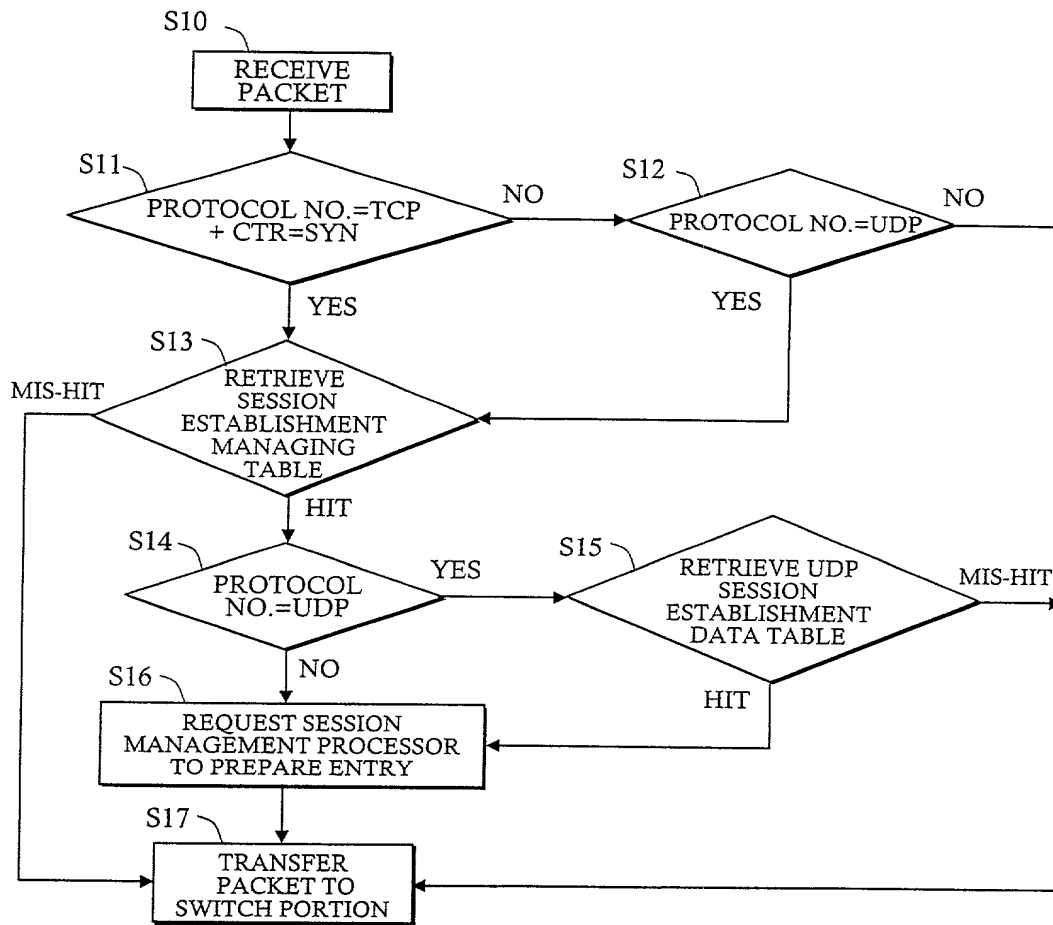 S10
RECEIVE
PACKET
S11
PROTOCOL NO.=TCP
+ CTR=SYN
NO
YES
S12
PROTOCOL NO.=UDP
NO
YES
S13
MIS-HIT
RETRIEVE
SESSION
ESTABLISHMENT
MANAGING
TABLE
HIT
S14
PROTOCOL
NO.=UDP
YES
NO
S15
RETRIEVE UDP
SESSION
ESTABLISHMENT
DATA TABLE
MIS-HIT
HIT
S16
REQUEST SESSION
MANAGEMENT PROCESSOR
TO PREPARE ENTRY
S17
TRANSFER
PACKET TO
SWITCH PORTION